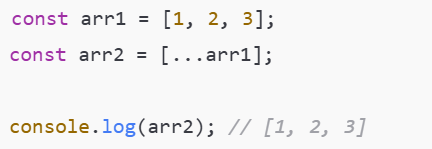 const arr1 = [1, 2, 3];
const arr2 = [...arr1];
console.log(arr2); // [1, 2, 3]